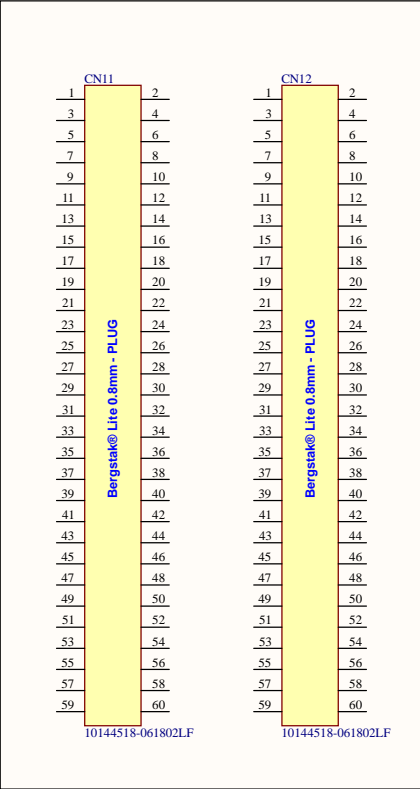 CN11 CN12
1 2 1 2
3 4 3 4
5 6 5 6
7 8 7 8
9 10 9 10
11 12 11 12
13 14 13 14
15 16 15 16
17 18 17 18
19 20 19 20
21 22 21 22
23 24 23 24
25 26 25 26
27 28 27 28
29 30 29 30
31 32 31 32
33 34 33 34
35 36 35 36
37 38 37 38
39 40 39 40
41 42 41 42
43 44 43 44
45 46 45 46
47 48 47 48
49 50 49 50
51 52 51 52
53 54 53 54
55 56 55 56
57 58 57 58
59 60 59 60
Bergstak® Lite 0.8mm - PLUG
Bergstak® Lite 0.8mm - PLUG
10144518-061802LF 10144518-061802LF